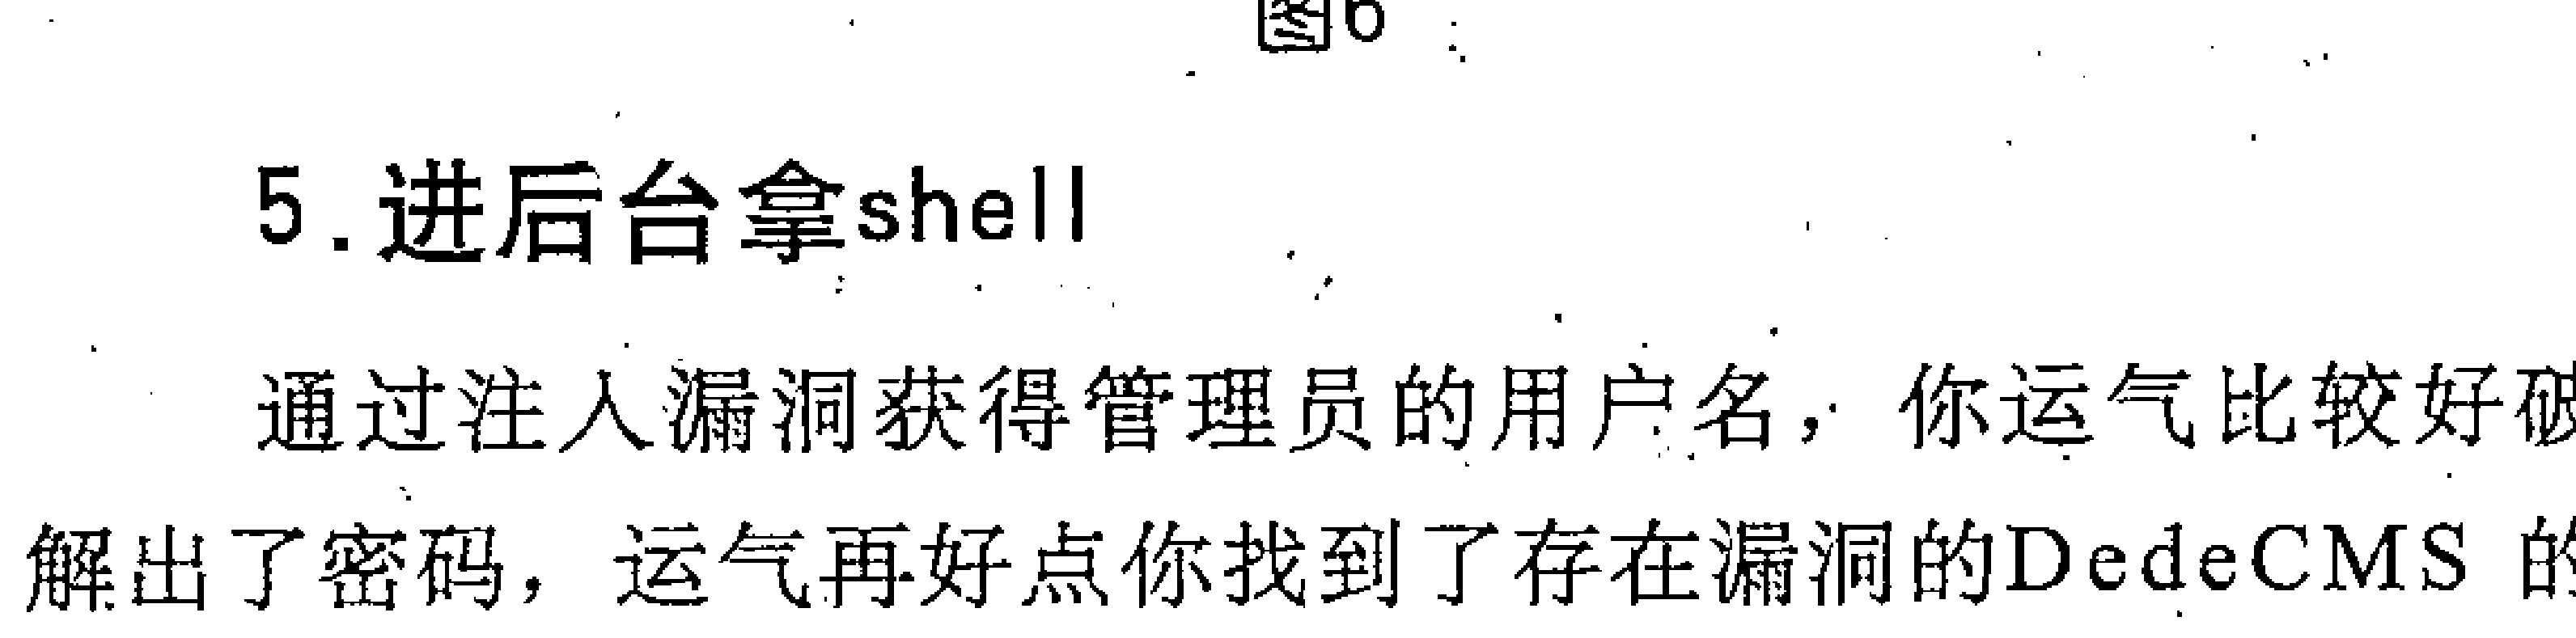 图6
5.进后台拿shell
通过注入漏洞获得管理员的用户名，你运气比较好破
解出了密码，运气再好点你找到了存在漏洞的DedeCMS 的